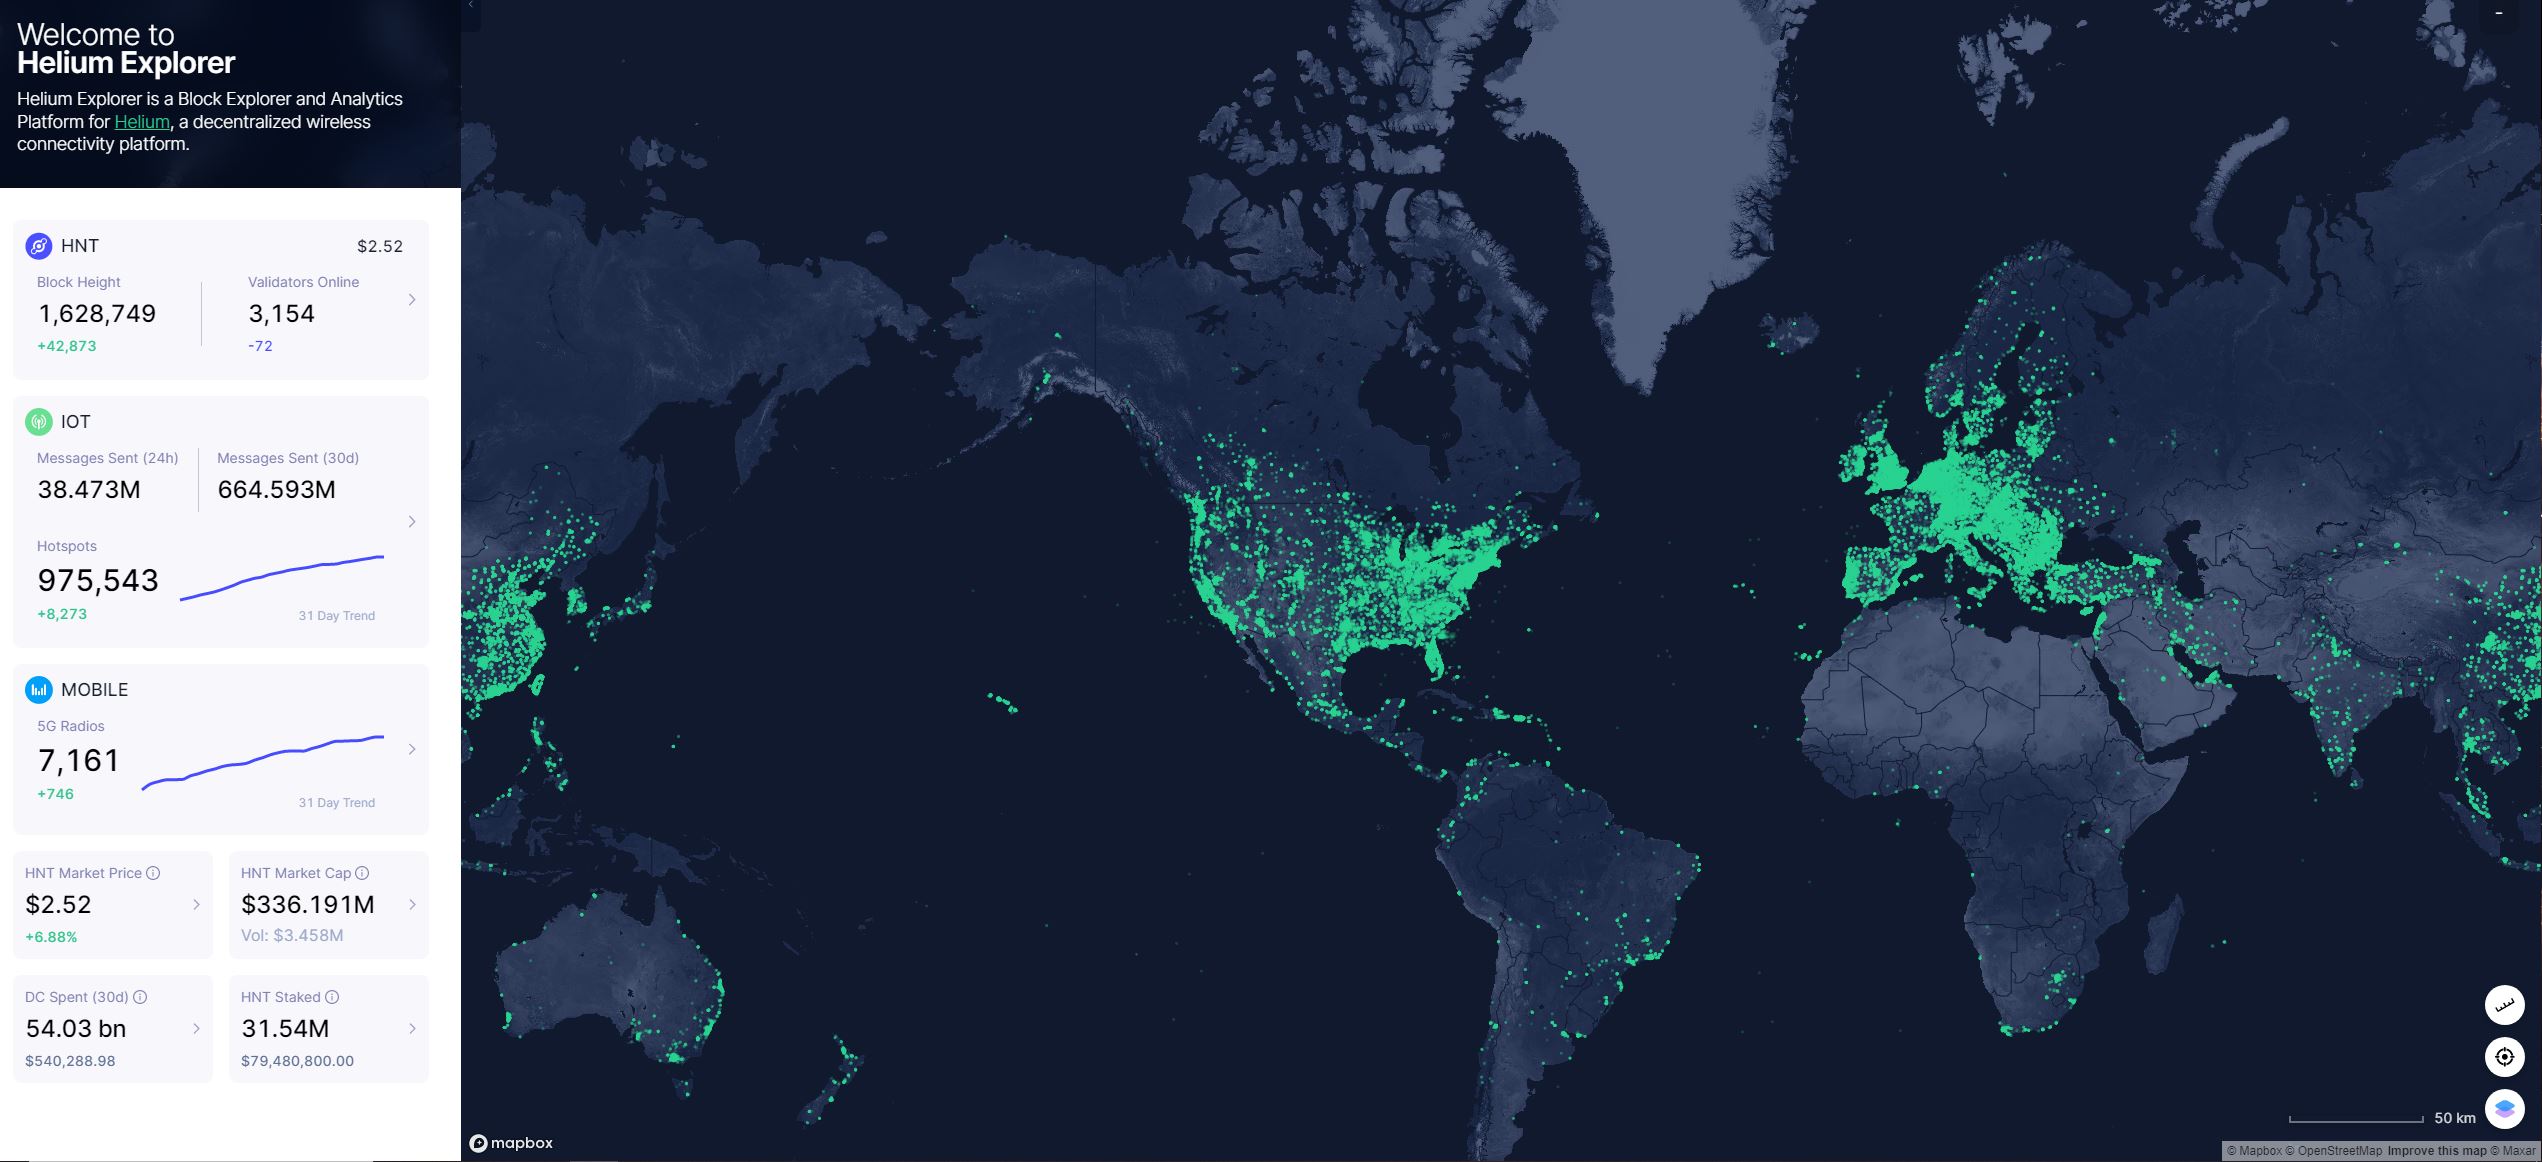 Welcome to
Helium Explorer
Helium Explorer is a Block Explorer and Analytics
Platform for Helium, a decentralized wireless
connectivity platform.
HNT
$2.52
Block Height
Validators Online
1,628,749
3,154
+42,873
-72
IOT
Messages Sent (24h)
Messages Sent (30d)
38.473M
664.593M
Hotspots
975,543
+8,273
31 Day Trend
MOBILE
5G Radios
7,161
+746
31 Day Trend
HNT Market Price
HNT Market Cap
$2.52
$336.191M
+6.88%
Vol: $3.458M
DC Spent (30d)
HNT Staked
54.03 bn
31.54M
$540,288.98
$79,480,800.00
50 km
mapbox
© Mapbox © OpenStreetMap Improve this map © Maxar